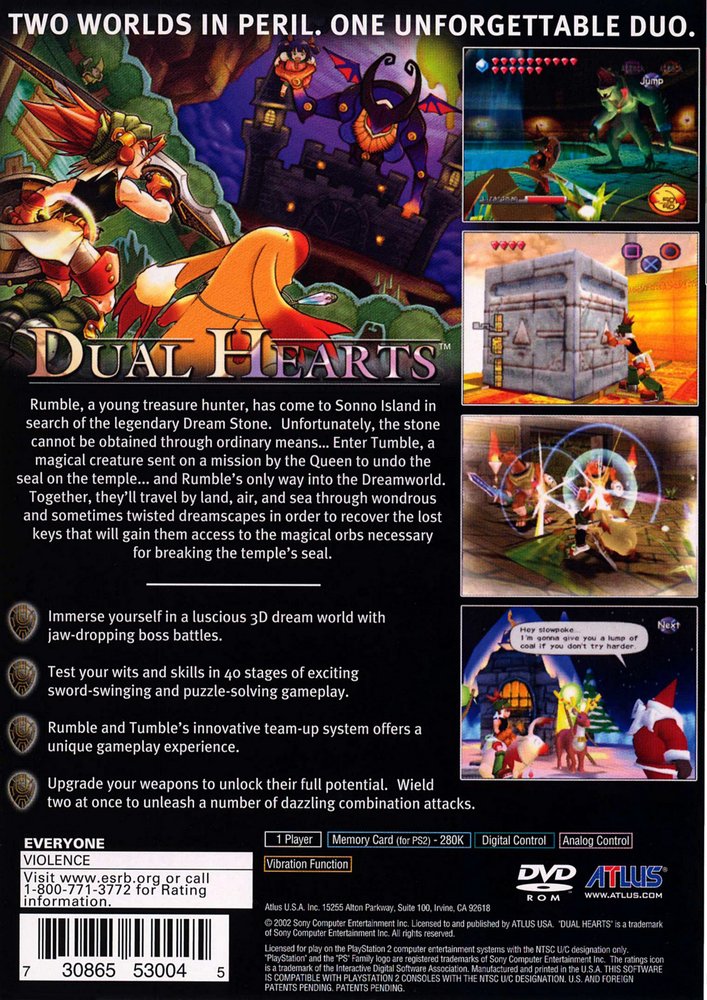 TWO WORLDS IN PERIL. ONE UNFORGETTABLE DUO.
Jump
DUAL HEARTS™
Rumble, a young treasure hunter, has come to Sonno Island in
search of the legendary Dream Stone. Unfortunately, the stone
cannot be obtained through ordinary means... Enter Tumble, a
magical creature sent on a mission by the Queen to undo the
seal on the temple... and Rumble's only way into the Dreamworld.
Together, they'll travel by land, air, and sea through wondrous
and sometimes twisted dreamscapes in order to recover the lost
keys that will gain them access to the magical orbs necessary
for breaking the temple's seal.
Immerse yourself in a luscious 3D dream world with
jaw-dropping boss battles.
Test your wits and skills in 40 stages of exciting
sword-swinging and puzzle-solving gameplay.
Rumble and Tumble's innovative team-up system offers a
unique gameplay experience.
Upgrade your weapons to unlock their full potential. Wield
two at once to unleash a number of dazzling combination attacks.
Hey slowpoke...
I'm gonna give you a lump of
coal if you don't try harder.
Next
EVERYONE
VIOLENCE
Visit www.esrb.org or call
1-800-771-3772 for Rating
information.
1 Player
Memory Card (for PS2) - 280K
Digital Control
Analog Control
Vibration Function
DVD
ROM
ATLUS®
WWW.ATLUS.COM
Atlus U.S.A. Inc. 15255 Alton Parkway, Suite 100, Irvine, CA 92618
© 2002 Sony Computer Entertainment Inc. Licensed to and published by ATLUS USA. "DUAL HEARTS" is a trademark
of Sony Computer Entertainment Inc. All rights reserved.
Licensed for play on the PlayStation 2 computer entertainment systems with the NTSC U/C designation only.
"PlayStation" and the "PS" Family logo are registered trademarks of Sony Computer Entertainment Inc. The ratings icon
is a trademark of the Interactive Digital Software Association. Manufactured and printed in the U.S.A. THIS SOFTWARE
IS COMPATIBLE WITH PLAYSTATION 2 CONSOLES WITH THE NTSC U/C DESIGNATION. U.S. AND FOREIGN
PATENTS PENDING. PATENTS PENDING.
7 30865 53004 5